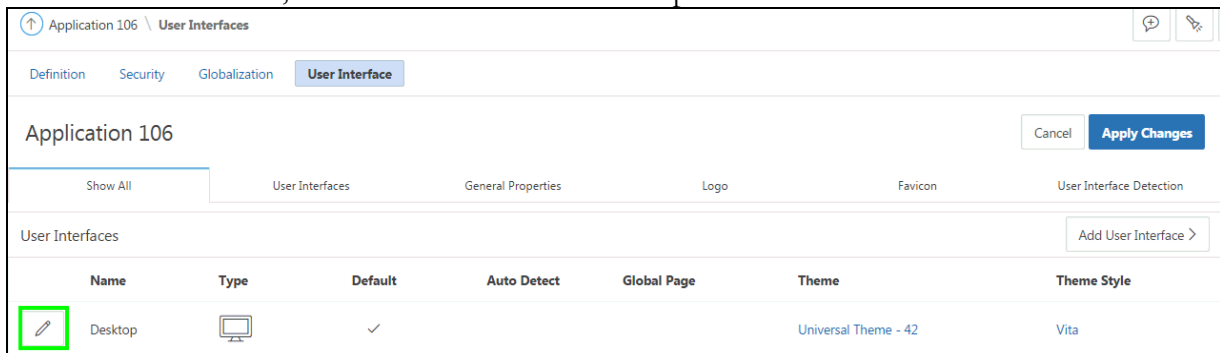 Application 106 \ User Interfaces
Definition Security Globalization User Interface
Application 106
Cancel Apply Changes
Show All User Interfaces General Properties Logo Favicon User Interface Detection
User Interfaces
Add User Interface >
Name Type Default Auto Detect Global Page Theme Theme Style
Desktop Universal Theme - 42 Vita